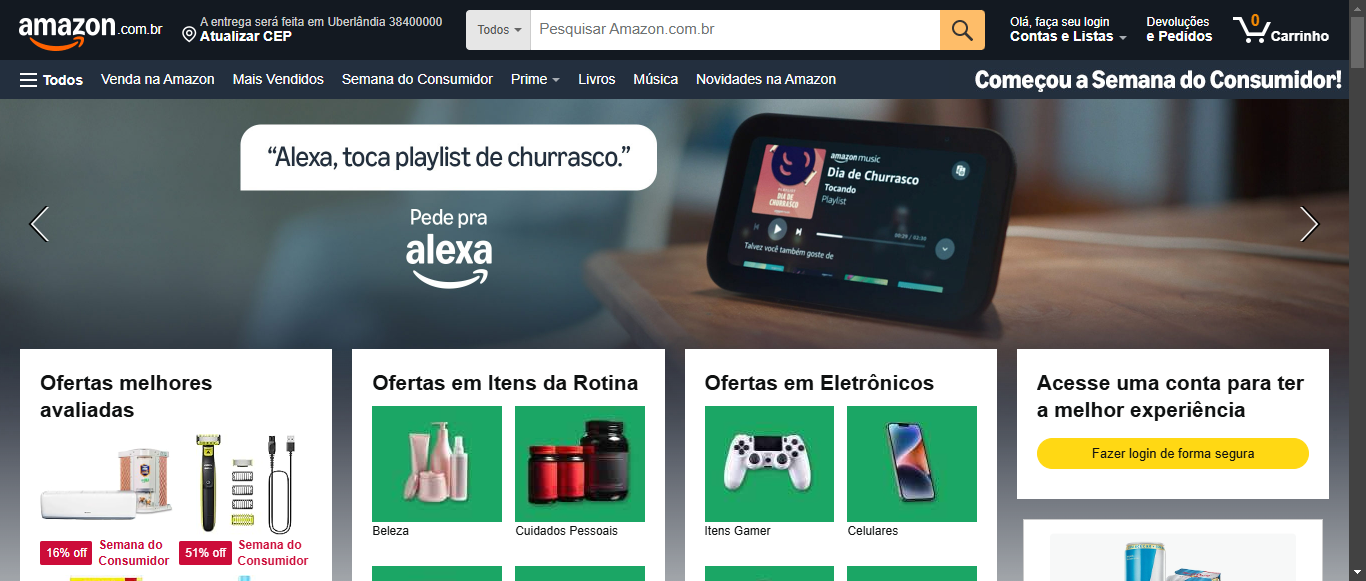 amazon.com.br
A entrega será feita em Uberlândia 38400000
Atualizar CEP
Todos
Pesquisar Amazon.com.br
Olá, faça seu login
Contas e Listas
Devoluções
e Pedidos
0
Carrinho
Todos
Venda na Amazon
Mais Vendidos
Semana do Consumidor
Prime
Livros
Música
Novidades na Amazon
Começou a Semana do Consumidor!
“Alexa, toca playlist de churrasco.”
Pede pra
alexa
amazon music
Dia de Churrasco
Tocando
Playlist
DIA DE
CHURRASCO
Talvez você também goste de
Ofertas melhores
avaliadas
16% off
Semana do
Consumidor
51% off
Semana do
Consumidor
Ofertas em Itens da Rotina
Beleza
Cuidados Pessoais
Ofertas em Eletrônicos
Itens Gamer
Celulares
Acesse uma conta para ter
a melhor experiência
Fazer login de forma segura